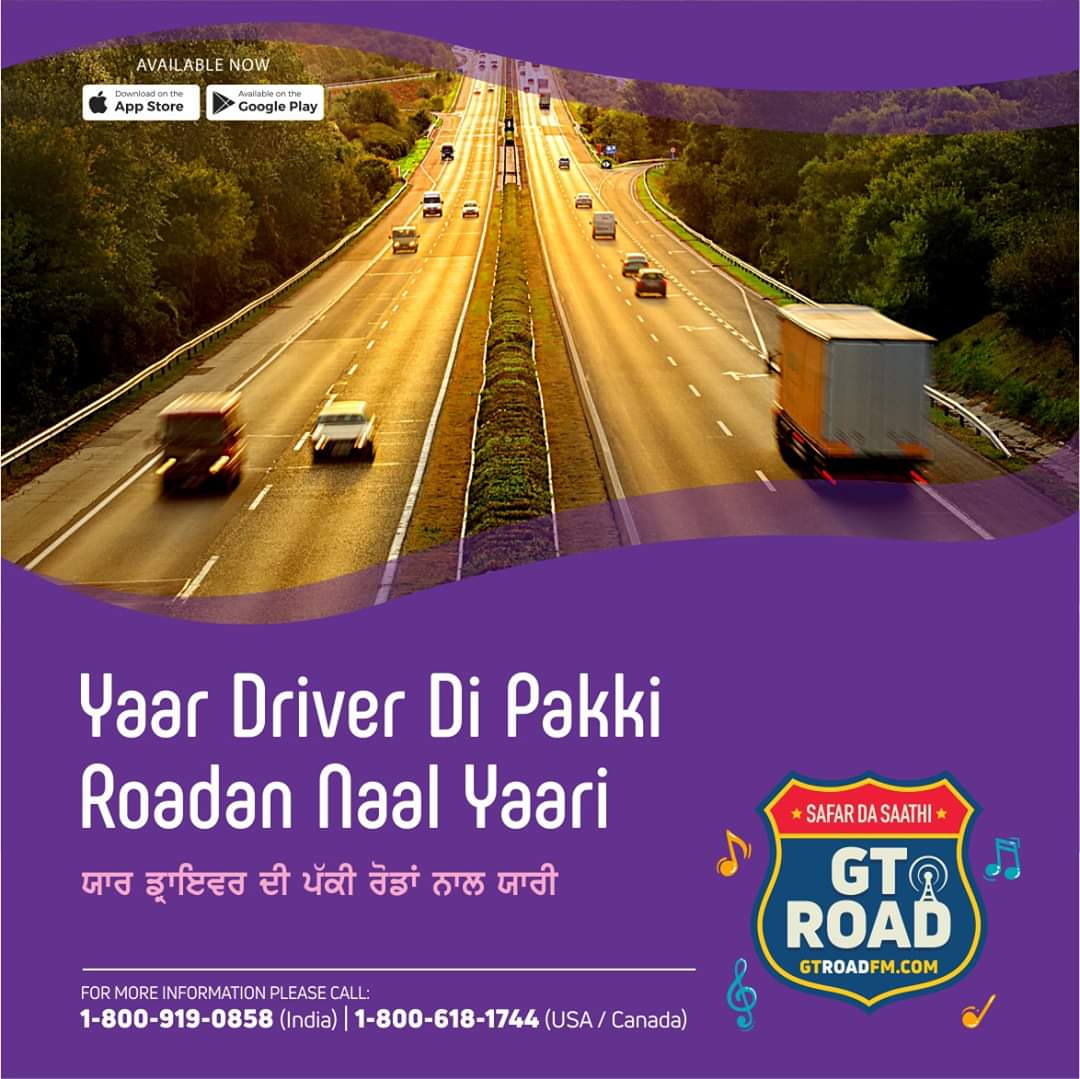 AVAILABLE NOW
Download on the
App Store
Available on the
Google Play
Yaar Driver Di Pakki
Roadan Naal Yaari
ਯਾਰ ਡ੍ਰਾਇਵਰ ਦੀ ਪੱਕੀ ਰੋਡਾਂ ਨਾਲ ਯਾਰੀ
SAFAR DA SAATHI
GT
ROAD
GTROADFM.COM
FOR MORE INFORMATION PLEASE CALL:
1-800-919-0858 (India) | 1-800-618-1744 (USA / Canada)